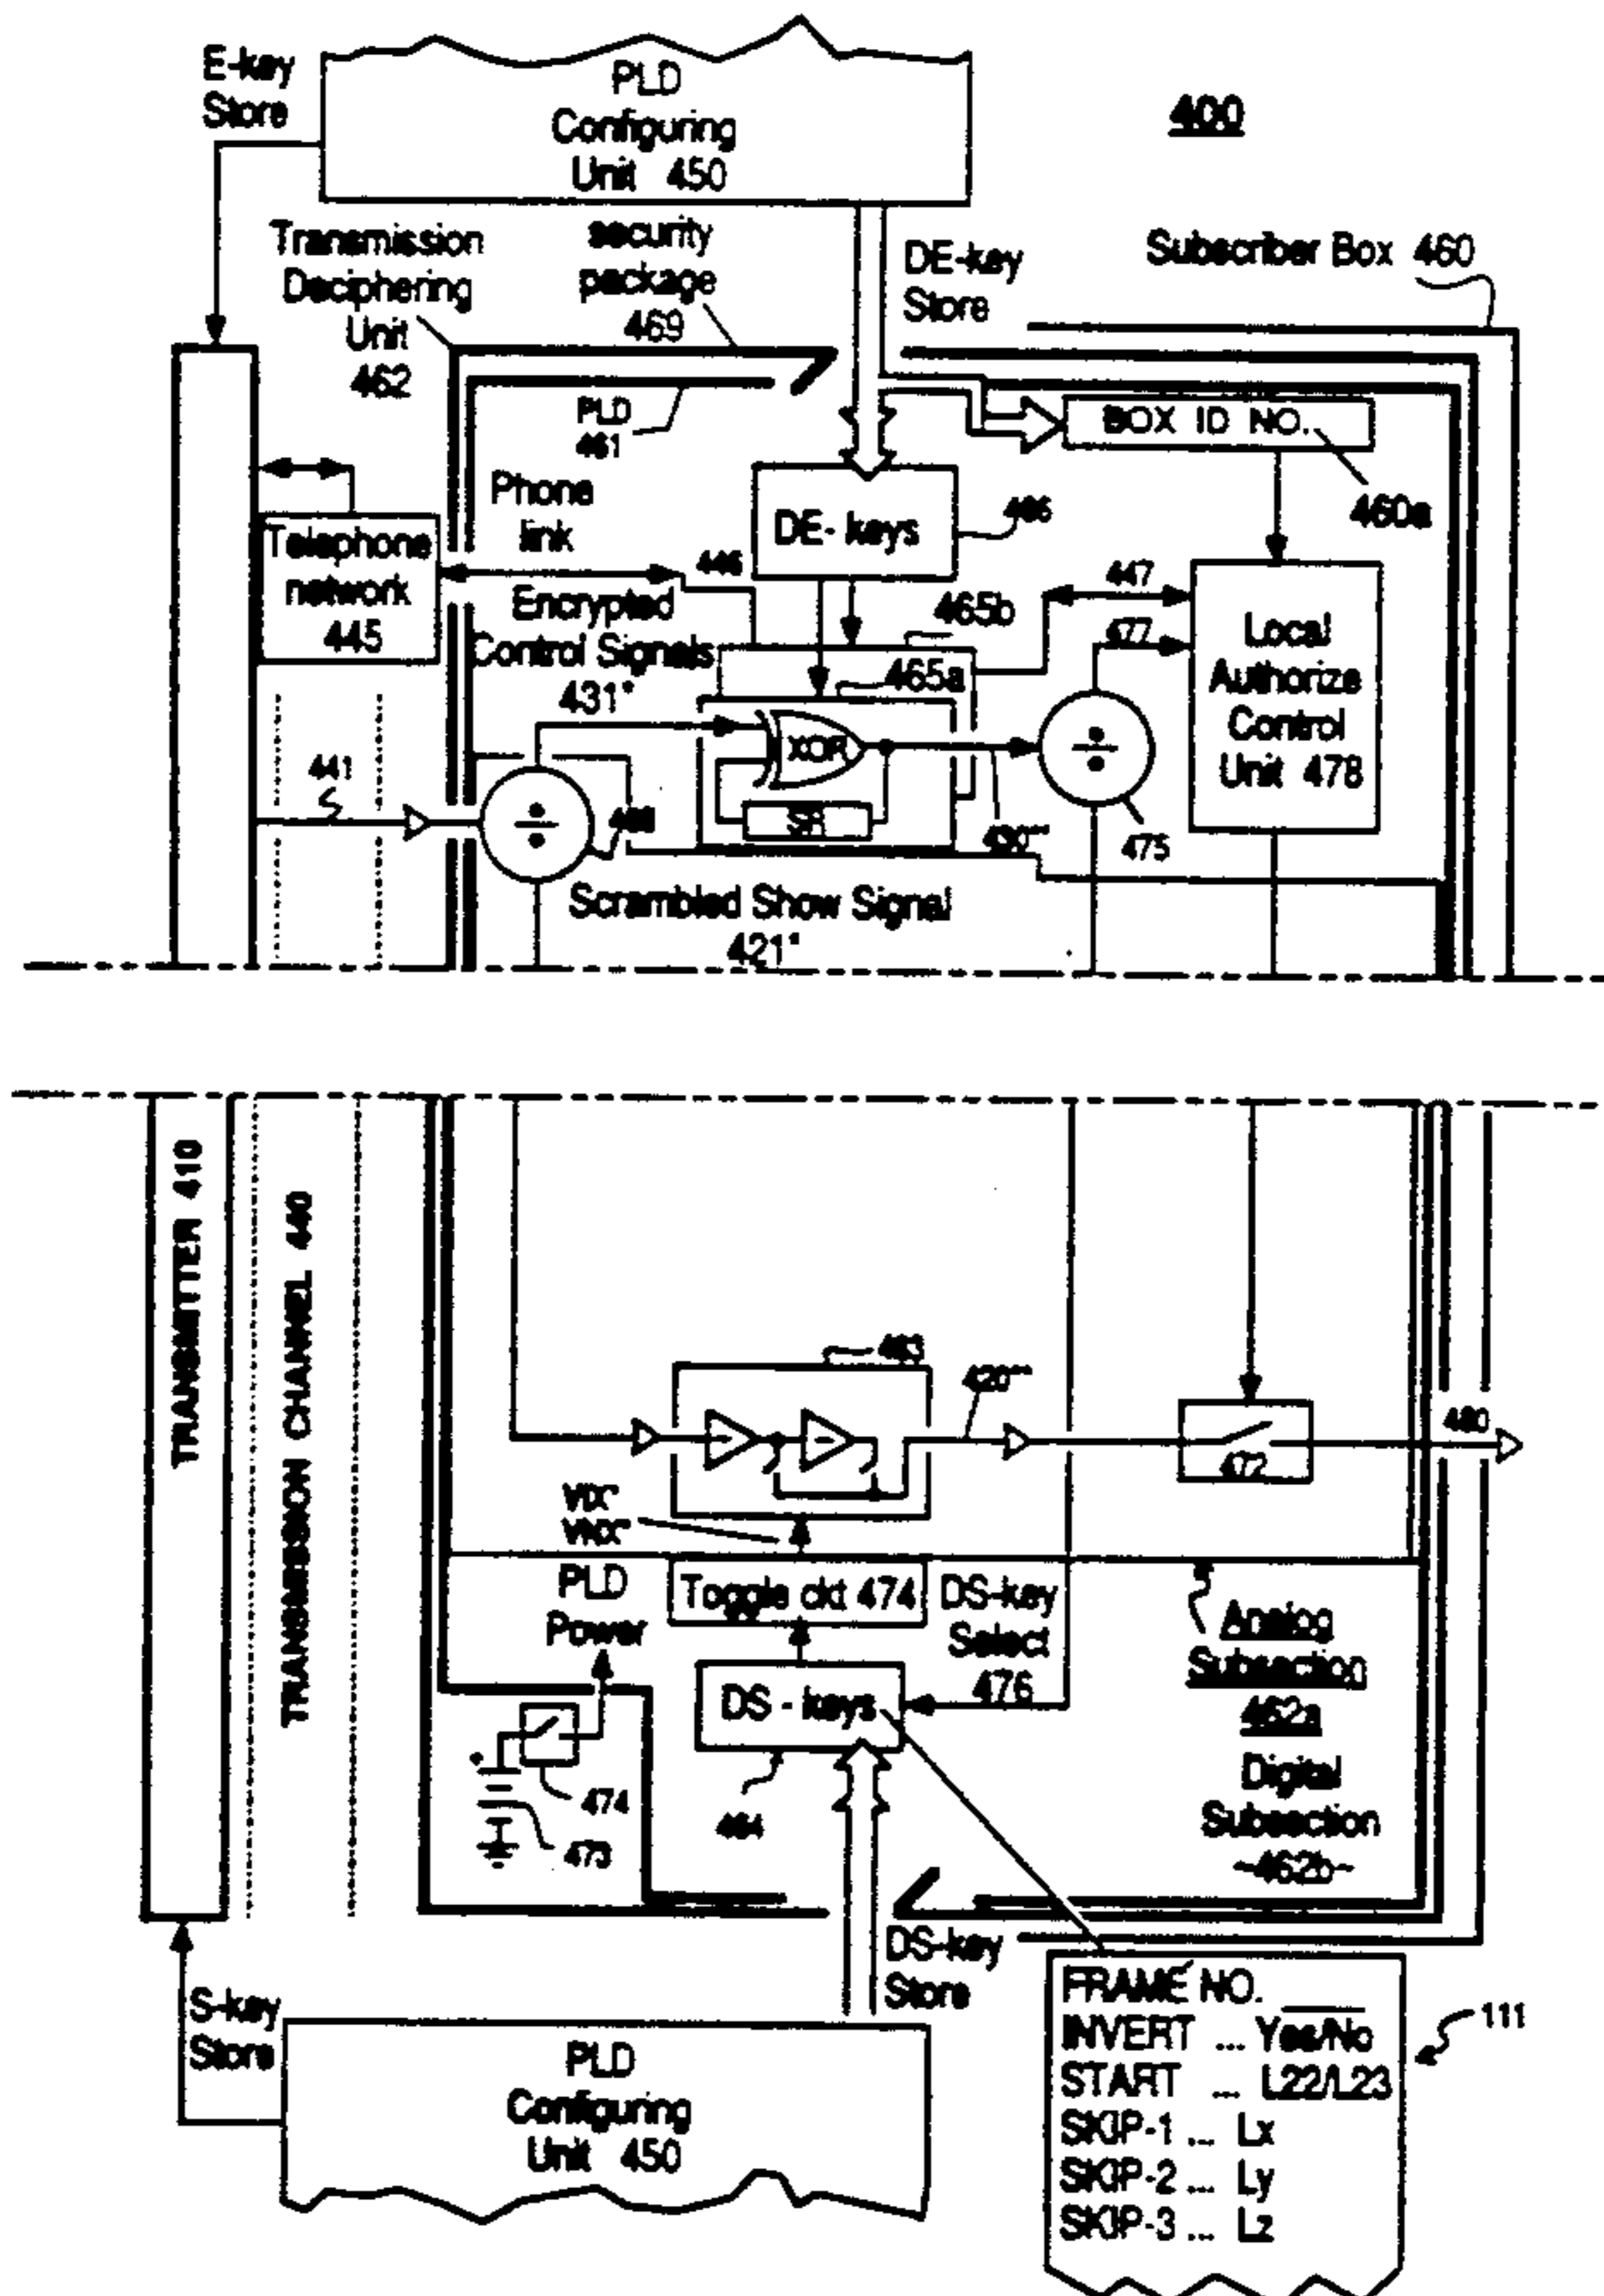 E-key
Store
PLD
Configuring
Unit 450
400
Transmission
Deciphering
Unit
462
security
package
469
DE-key
Store
Subscriber Box 460
PLD
461
BOX ID NO.
460a
Phone
link
DE- keys
Telephone
network
445
446
Encrypted
Control Signals
431"
465b
465a
447
477
Local
Authorize
Control
Unit 478
XOR
SR
441
430'''
475
Scrambled Show Signal
421"
TRANSMITTER 410
TRANSMISSION CHANNEL 440
463
420'''
472
480
PLD
Power
Toggle ckt 474
DS-key
Select
476
DS - keys
Analog
Subsection
462a
474
473
464
Digital
Subsection
~462b~
S-key
Store
DS-key
Store
PLD
Configuring
Unit 450
FRAME NO.
INVERT ... Yes/No
START ... L22/L23
SKIP-1 ... Lx
SKIP-2 ... Ly
SKIP-3 ... Lz
111